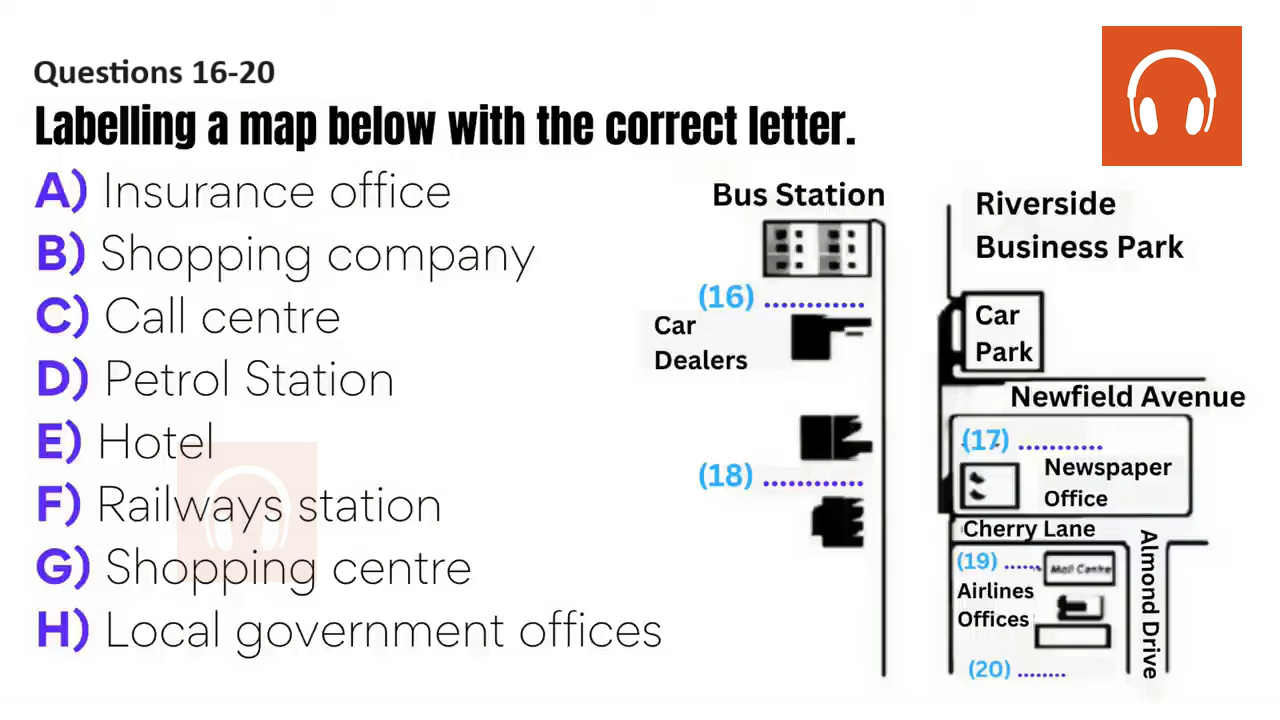 Questions 16-20
Labelling a map below with the correct letter.
A) Insurance office
B) Shopping company
C) Call centre
D) Petrol Station
E) Hotel
F) Railways station
G) Shopping centre
H) Local government offices
Bus Station
(16) ............
Car
Dealers
(18) ............
Riverside
Business Park
Car
Park
Newfield Avenue
(17) ...........
Newspaper
Office
Cherry Lane
(19) ......
Mail Centre
Airlines
Offices
(20) ........
Almond Drive